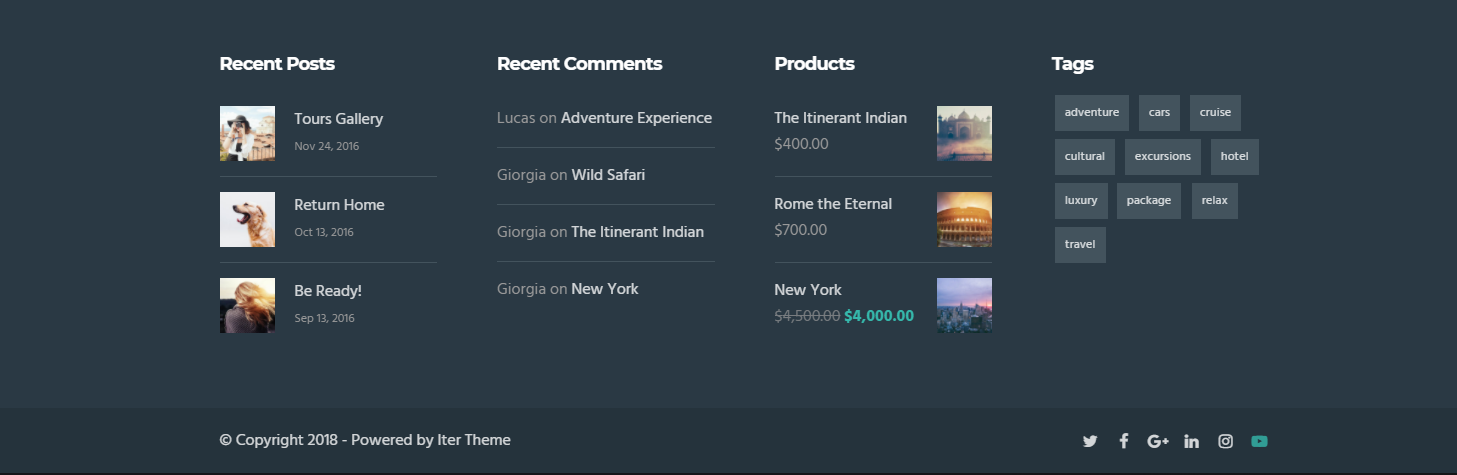 Recent Posts
Tours Gallery
Nov 24, 2016
Return Home
Oct 13, 2016
Be Ready!
Sep 13, 2016
Recent Comments
Lucas on Adventure Experience
Giorgia on Wild Safari
Giorgia on The Itinerant Indian
Giorgia on New York
Products
The Itinerant Indian
$400.00
Rome the Eternal
$700.00
New York
$4,500.00 $4,000.00
Tags
adventure cars cruise
cultural excursions hotel
luxury package relax
travel
© Copyright 2018 - Powered by Iter Theme